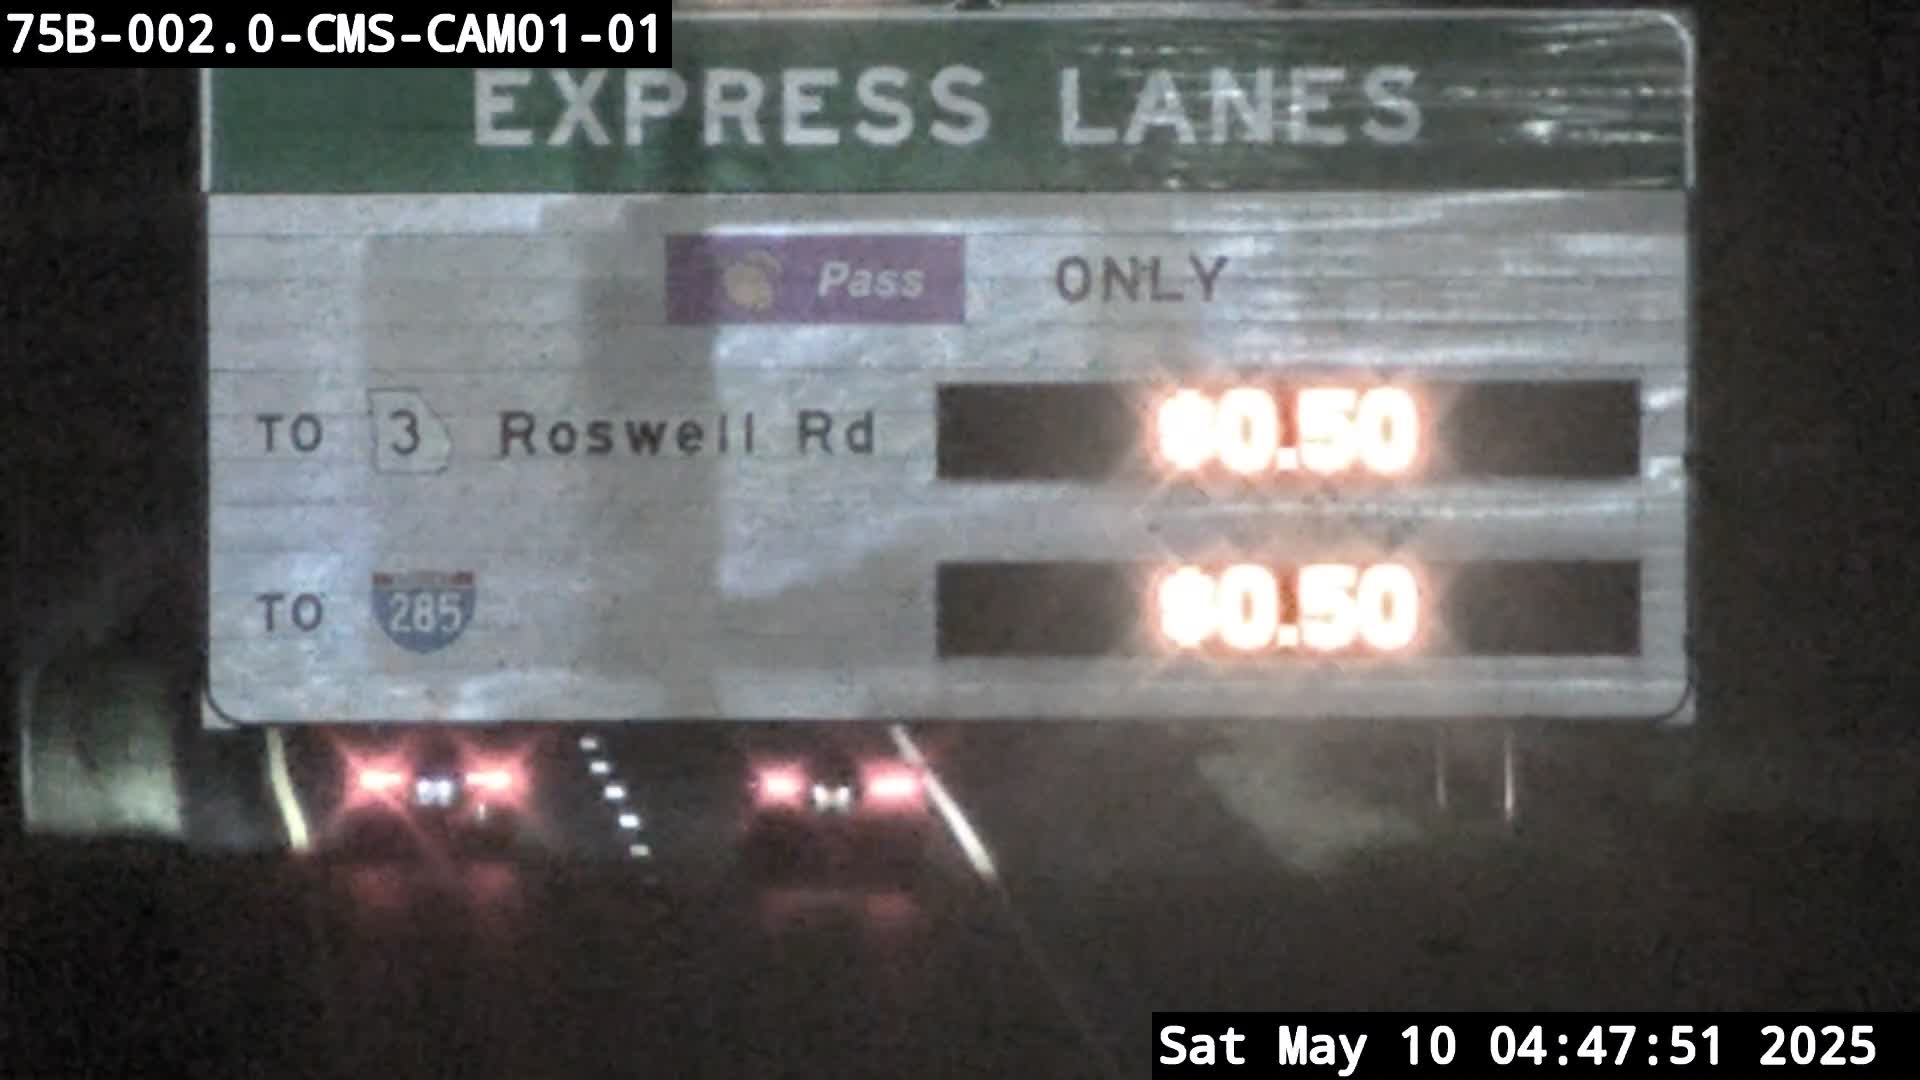 75B-002.0-CMS-CAM01-01
EXPRESS LANES
Pass ONLY
TO 3 Roswell Rd $0.50
TO 285 $0.50
Sat May 10 04:47:51 2025